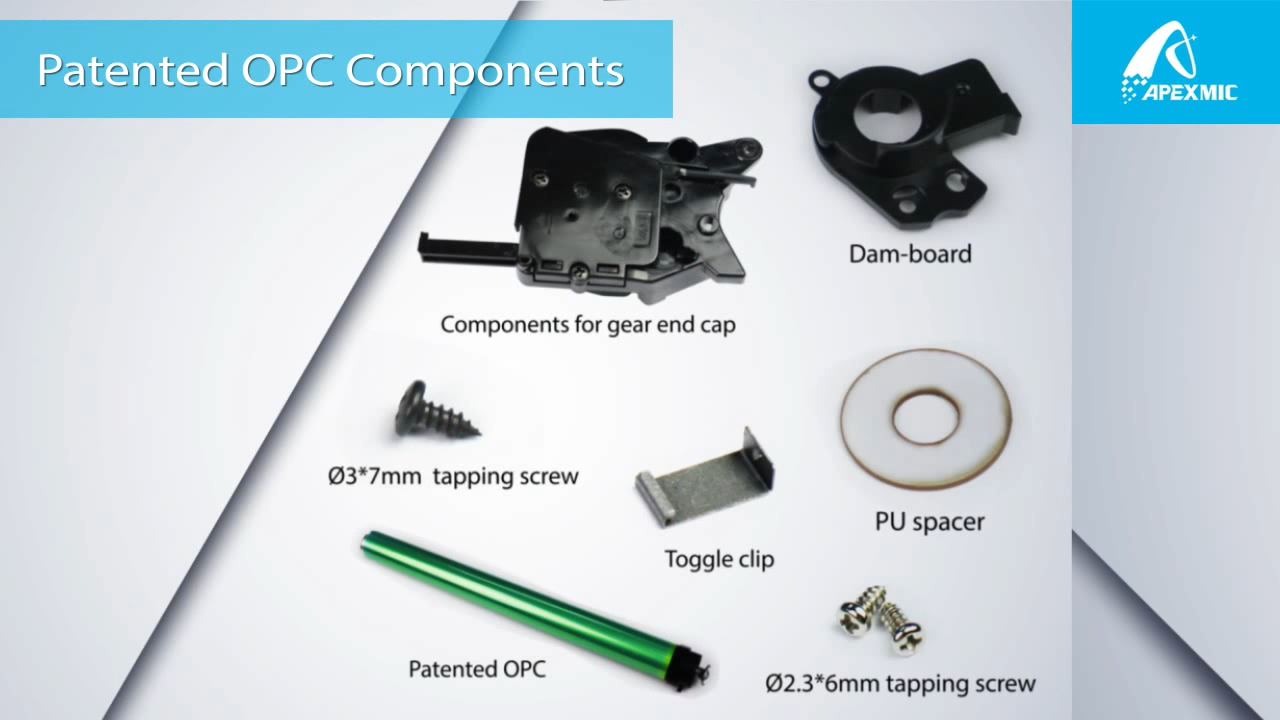 Patented OPC Components
APEXMIC
Dam-board
Components for gear end cap
Ø3*7mm tapping screw
PU spacer
Toggle clip
Patented OPC
Ø2.3*6mm tapping screw